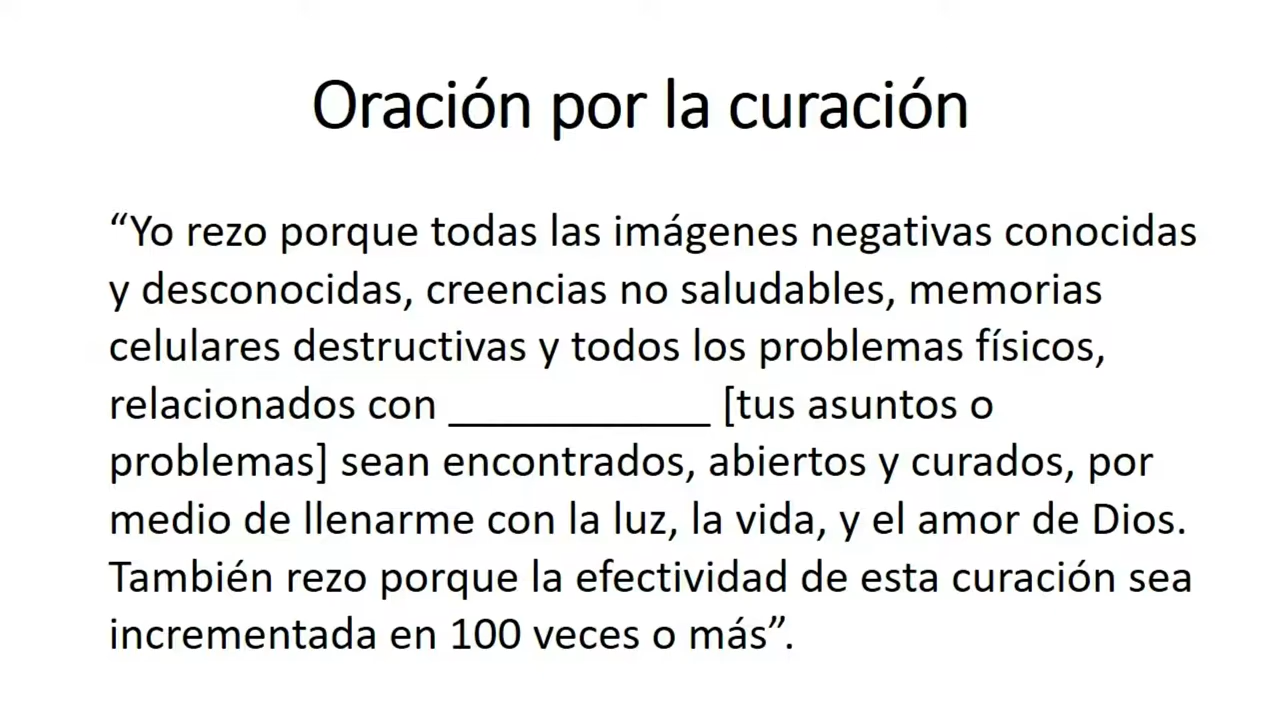 Oración por la curación
“Yo rezo porque todas las imágenes negativas conocidas
y desconocidas, creencias no saludables, memorias
celulares destructivas y todos los problemas físicos,
relacionados con ____________ [tus asuntos o
problemas] sean encontrados, abiertos y curados, por
medio de llenarme con la luz, la vida, y el amor de Dios.
También rezo porque la efectividad de esta curación sea
incrementada en 100 veces o más”.